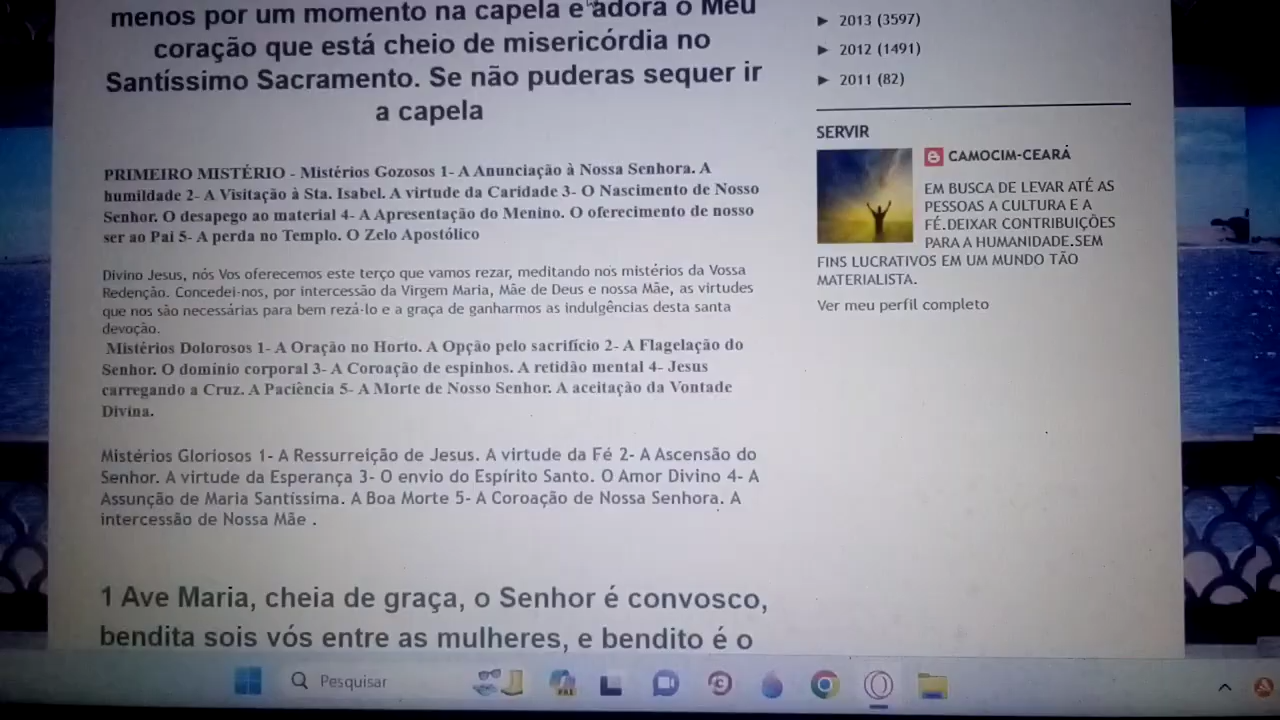 menos por um momento na capela e adora o Meu
coração que está cheio de misericórdia no
Santíssimo Sacramento. Se não puderas sequer ir
a capela
PRIMEIRO MISTÉRIO - Mistérios Gozosos 1- A Anunciação à Nossa Senhora. A
humildade 2- A Visitação à Sta. Isabel. A virtude da Caridade 3- O Nascimento de Nosso
Senhor. O desapego ao material 4- A Apresentação do Menino. O oferecimento de nosso
ser ao Pai 5- A perda no Templo. O Zelo Apostólico
Divino Jesus, nós Vos oferecemos este terço que vamos rezar, meditando nos mistérios da Vossa
Redenção. Concedei-nos, por intercessão da Virgem Maria, Mãe de Deus e nossa Mãe, as virtudes
que nos são necessárias para bem rezá-lo e a graça de ganharmos as indulgências desta santa
devoção.
Mistérios Dolorosos 1- A Oração no Horto. A Opção pelo sacrifício 2- A Flagelação do
Senhor. O domínio corporal 3- A Coroação de espinhos. A retidão mental 4- Jesus
carregando a Cruz. A Paciência 5- A Morte de Nosso Senhor. A aceitação da Vontade
Divina.
Mistérios Gloriosos 1- A Ressurreição de Jesus. A virtude da Fé 2- A Ascensão do
Senhor. A virtude da Esperança 3- O envio do Espírito Santo. O Amor Divino 4- A
Assunção de Maria Santíssima. A Boa Morte 5- A Coroação de Nossa Senhora. A
intercessão de Nossa Mãe .
1 Ave Maria, cheia de graça, o Senhor é convosco,
bendita sois vós entre as mulheres, e bendito é o
► 2013 (3597)
► 2012 (1491)
► 2011 (82)
SERVIR
CAMOCIM-CEARÁ
EM BUSCA DE LEVAR ATÉ AS
PESSOAS A CULTURA E A
FÉ.DEIXAR CONTRIBUIÇÕES
PARA A HUMANIDADE.SEM
FINS LUCRATIVOS EM UM MUNDO TÃO
MATERIALISTA.
Ver meu perfil completo
Pesquisar